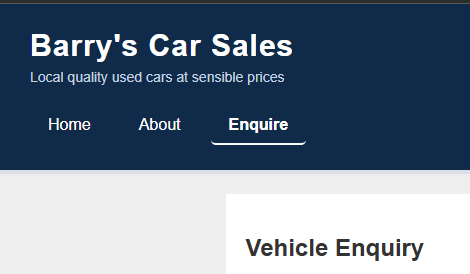 Barry's Car Sales
Local quality used cars at sensible prices
Home About Enquire
Vehicle Enquiry